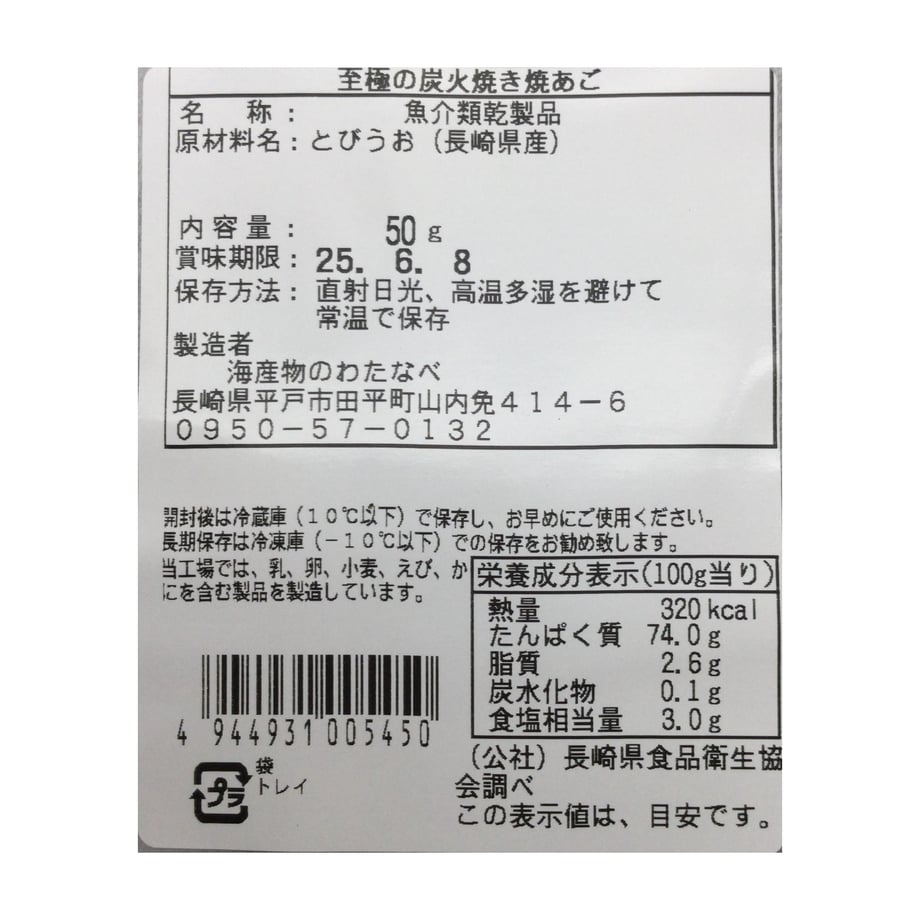 至極の炭火焼き焼あご
名　称：　魚介類乾製品
原材料名：とびうお（長崎県産）
内容量：　50ｇ
賞味期限：25. 6. 8
保存方法：直射日光、高温多湿を避けて
常温で保存
製造者
海産物のわたなべ
長崎県平戸市田平町山内免４１４－６
０９５０－５７－０１３２
開封後は冷蔵庫（１０℃以下）で保存し、お早めにご使用ください。
長期保存は冷凍庫（－１０℃以下）での保存をお勧め致します。
当工場では、乳、卵、小麦、えび、か
にを含む製品を製造しています。
栄養成分表示(100g当り)
熱量　320kcal
たんぱく質　74.0g
脂質　2.6g
炭水化物　0.1g
食塩相当量　3.0g
（公社）長崎県食品衛生協
会調べ
この表示値は、目安です。
4 944931 005450
プラ
袋
トレイ